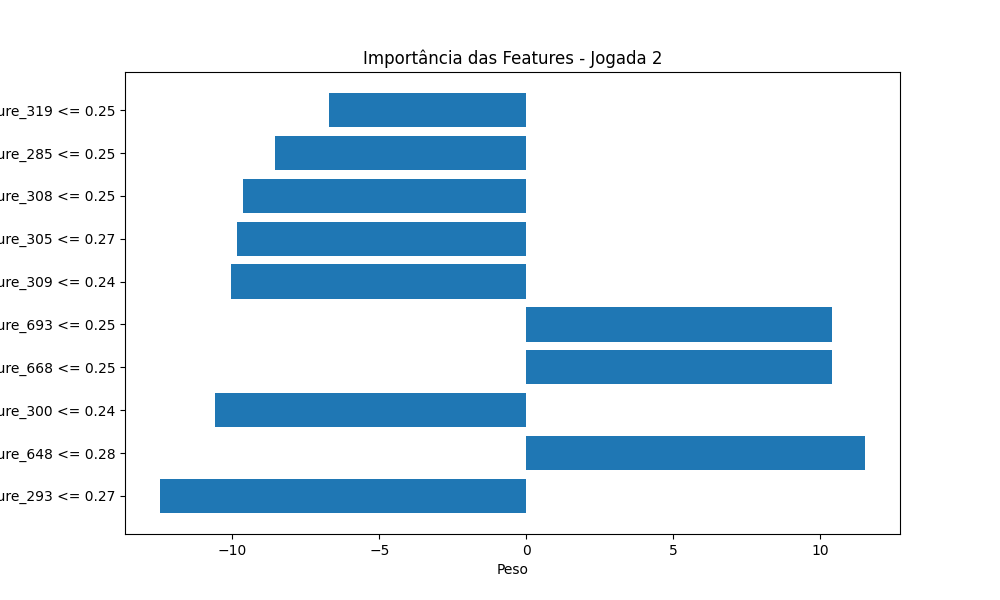 Importância das Features - Jogada 2
ure_319 <= 0.25
ure_285 <= 0.25
ure_308 <= 0.25
ure_305 <= 0.27
ure_309 <= 0.24
ure_693 <= 0.25
ure_668 <= 0.25
ure_300 <= 0.24
ure_648 <= 0.28
ure_293 <= 0.27
−10 −5 0 5 10
Peso